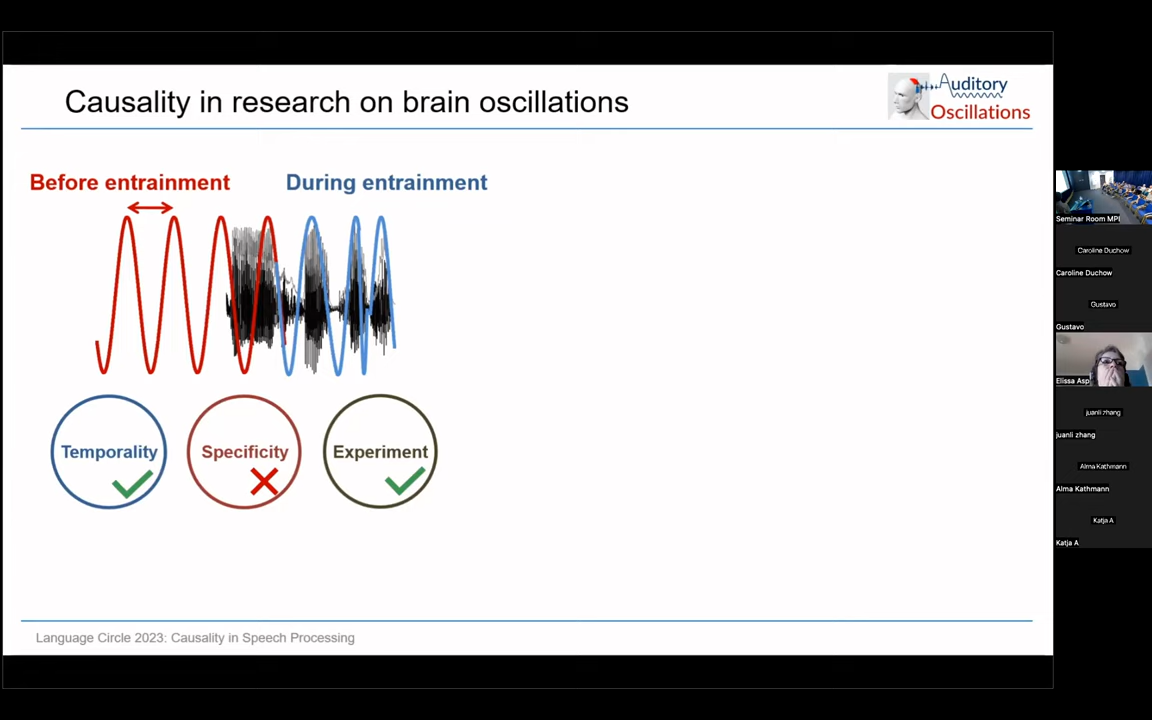 Causality in research on brain oscillations
Auditory
Oscillations
Before entrainment
During entrainment
Temporality
Specificity
Experiment
Language Circle 2023: Causality in Speech Processing
Seminar Room MPI
Caroline Duchow
Caroline Duchow
Gustavo
Gustavo
Elissa Asp
juanli zhang
juanli zhang
Alma Kathmann
Alma Kathmann
Katja A
Katja A